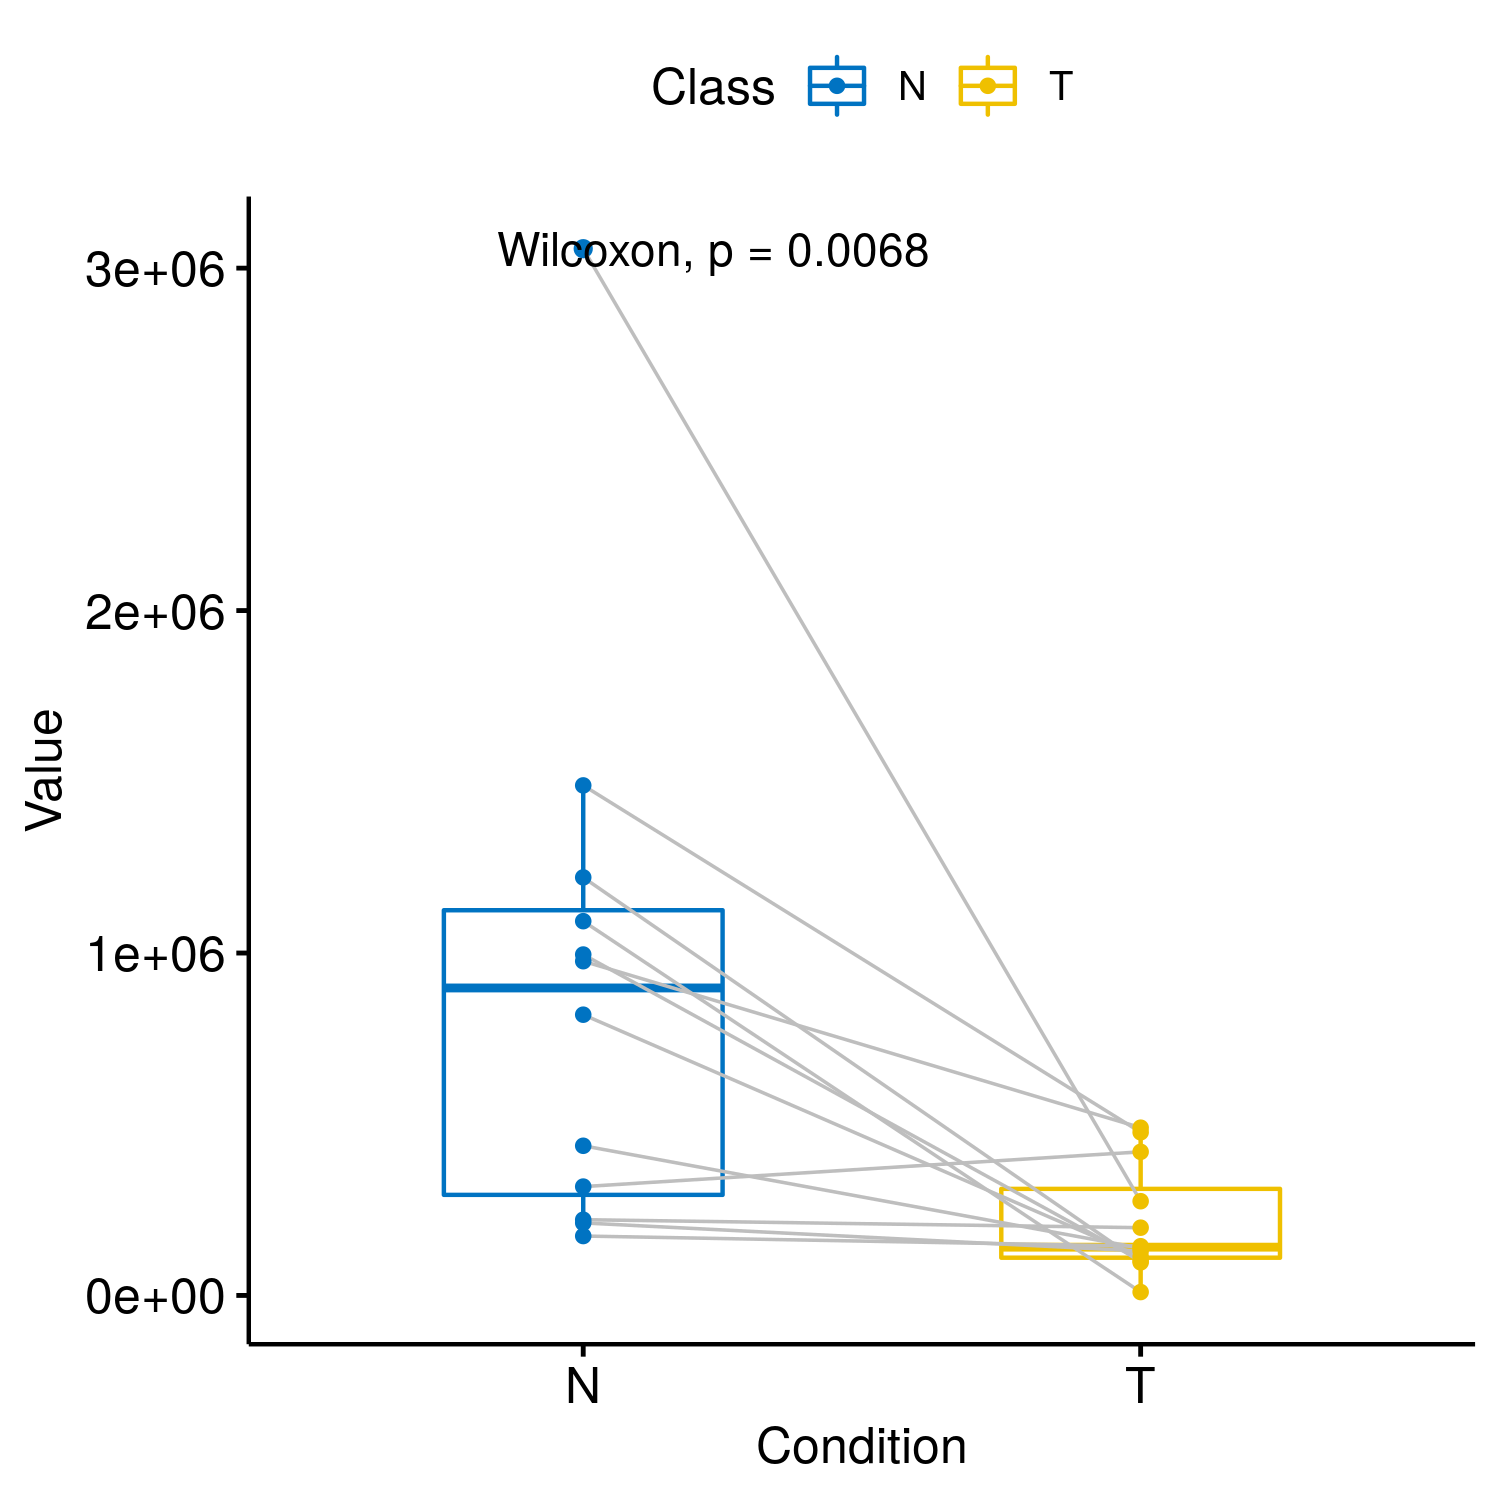 Class N T
Wilcoxon, p = 0.0068
3e+06
2e+06
1e+06
0e+00
Value
N T
Condition